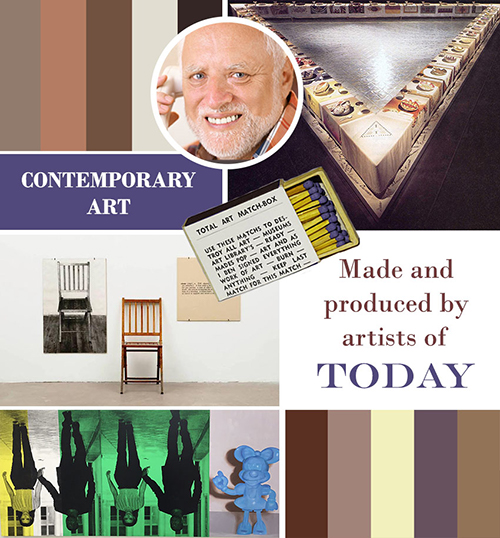 CONTEMPORARY
ART
TOTAL ART MATCH-BOX
USE THESE MATCHS TO DES-
TROY ALL ART — MUSEUMS
ART LIBRARY'S — READY -
MADES POP — ART AND AS
I BEN SIGNED EVERYTHING
WORK OF ART — BURN —
ANYTHING — KEEP LAST
MATCH FOR THIS MATCH —
Made and
produced by
artists of
TODAY